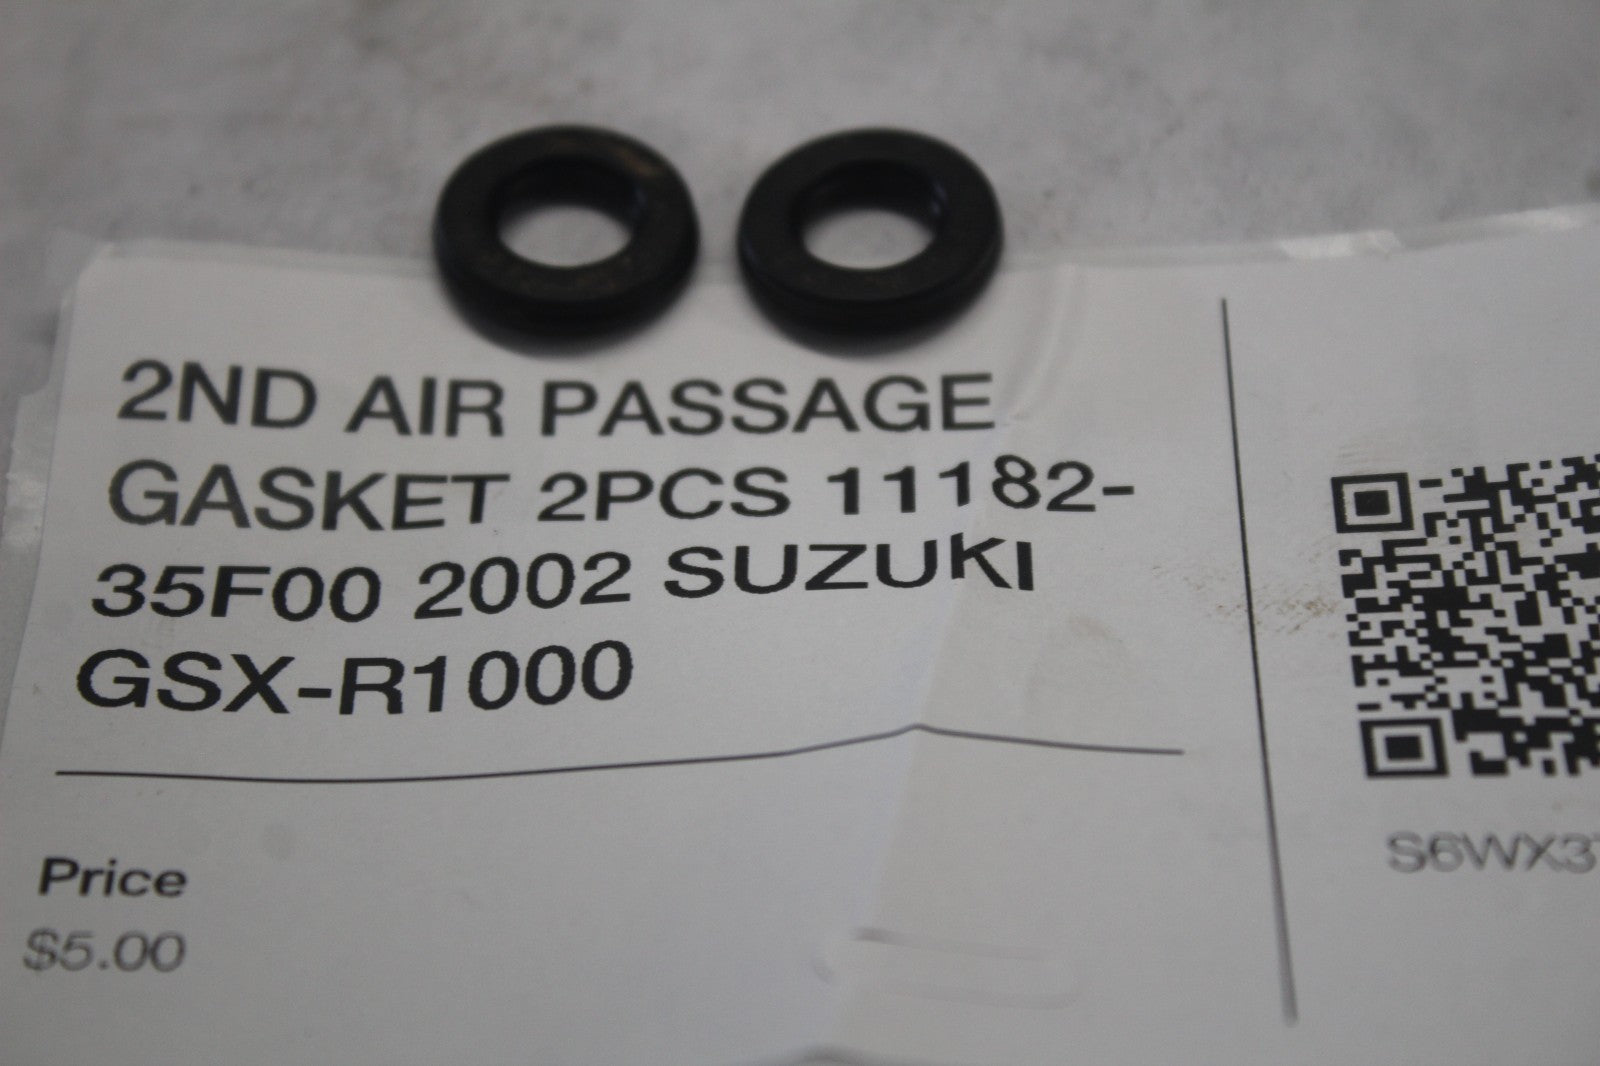 2ND AIR PASSAGE
GASKET 2PCS 11182-
35F00 2002 SUZUKI
GSX-R1000
Price
$5.00